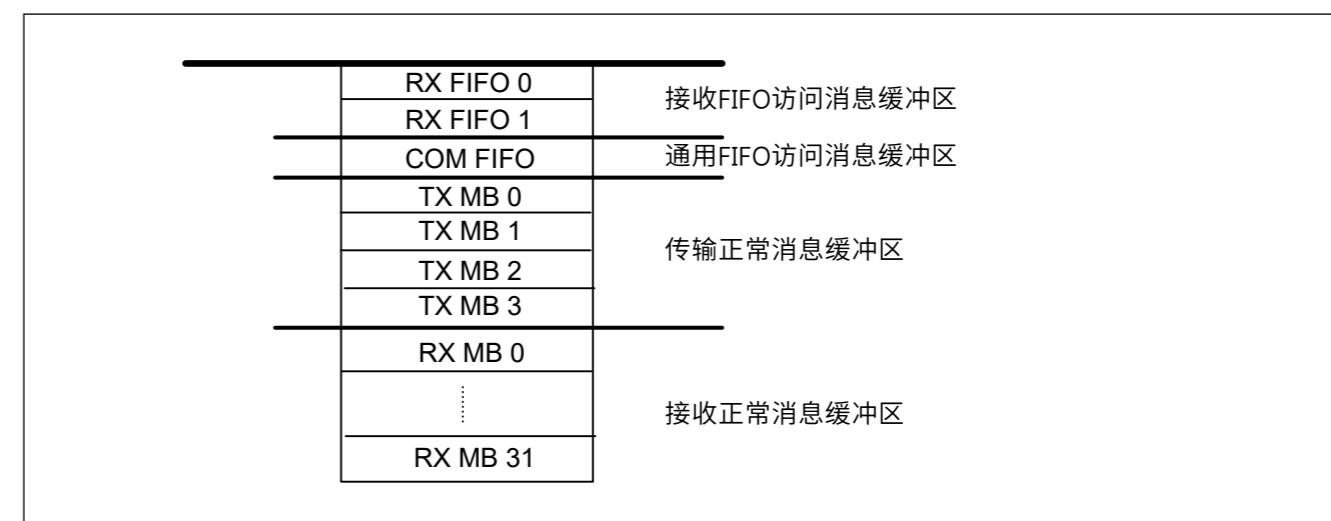 RX FIFO 0
接收FIFO访问消息缓冲区
RX FIFO 1
COM FIFO
通用FIFO访问消息缓冲区
TX MB 0
TX MB 1
传输正常消息缓冲区
TX MB 2
TX MB 3
RX MB 0
接收正常消息缓冲区
RX MB 31